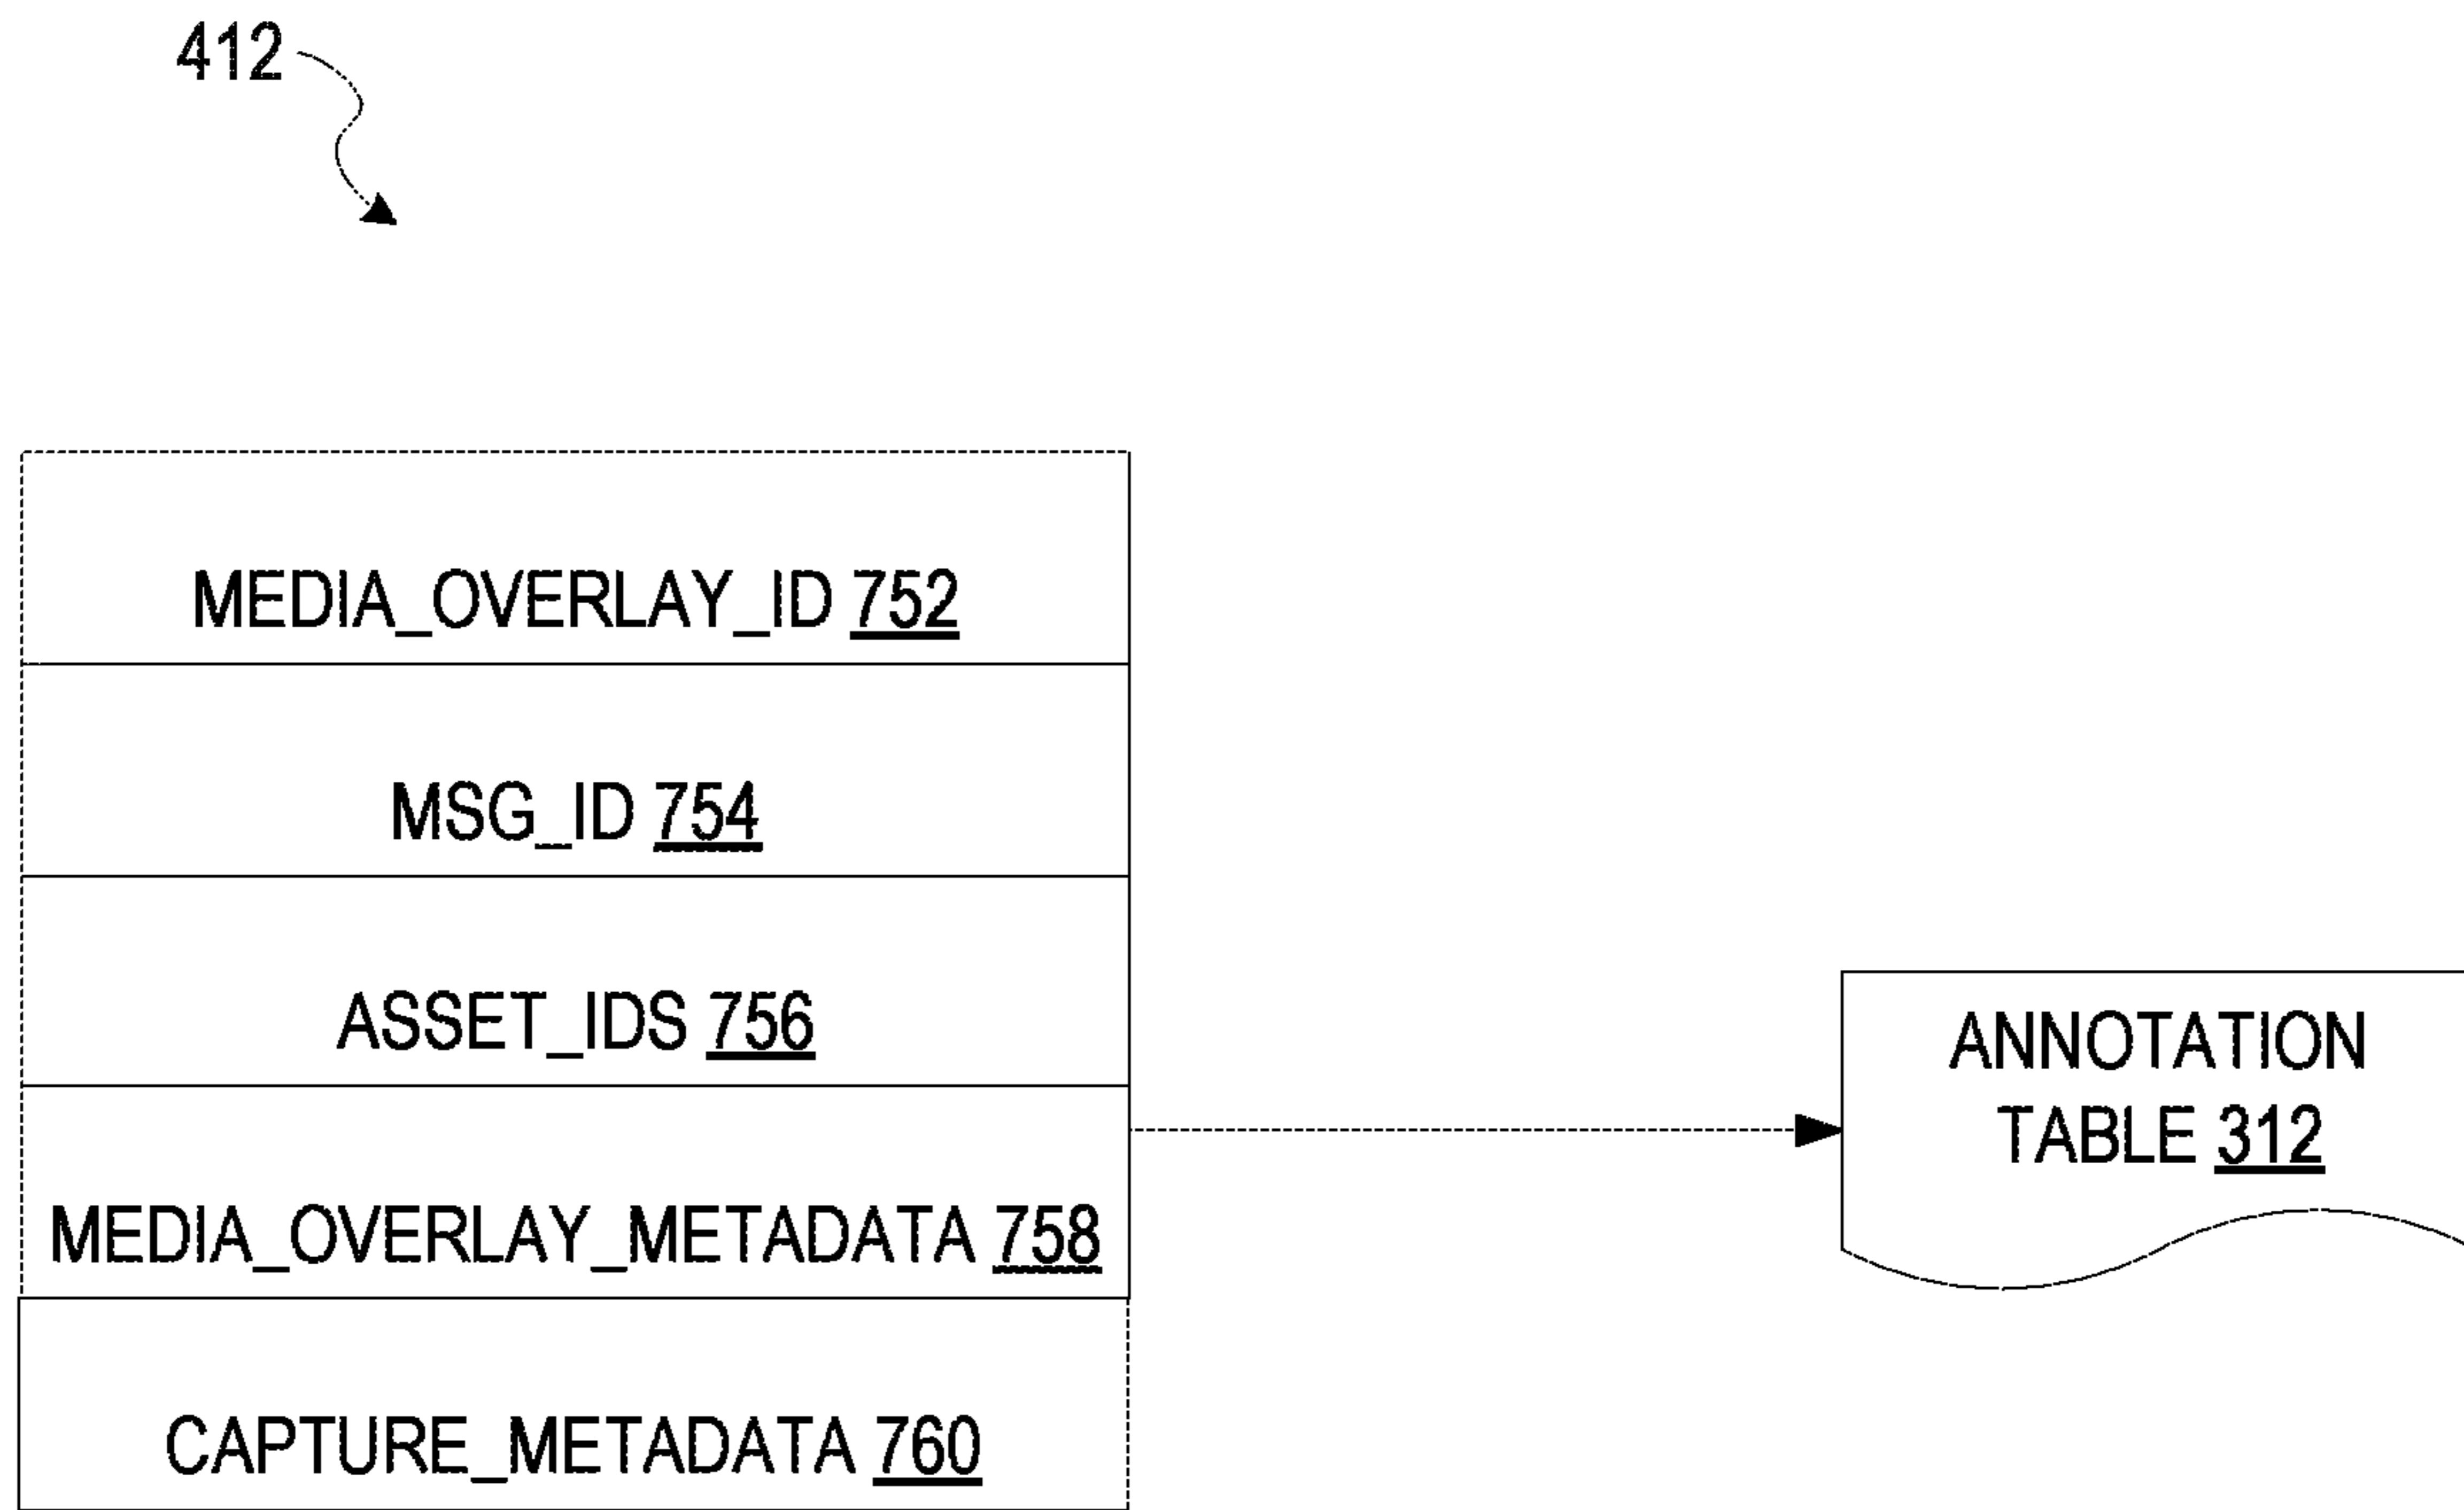 412
MEDIA_OVERLAY_ID 752
MSG_ID 754
ASSET_IDS 756
MEDIA_OVERLAY_METADATA 758
CAPTURE_METADATA 760
ANNOTATION
TABLE 312